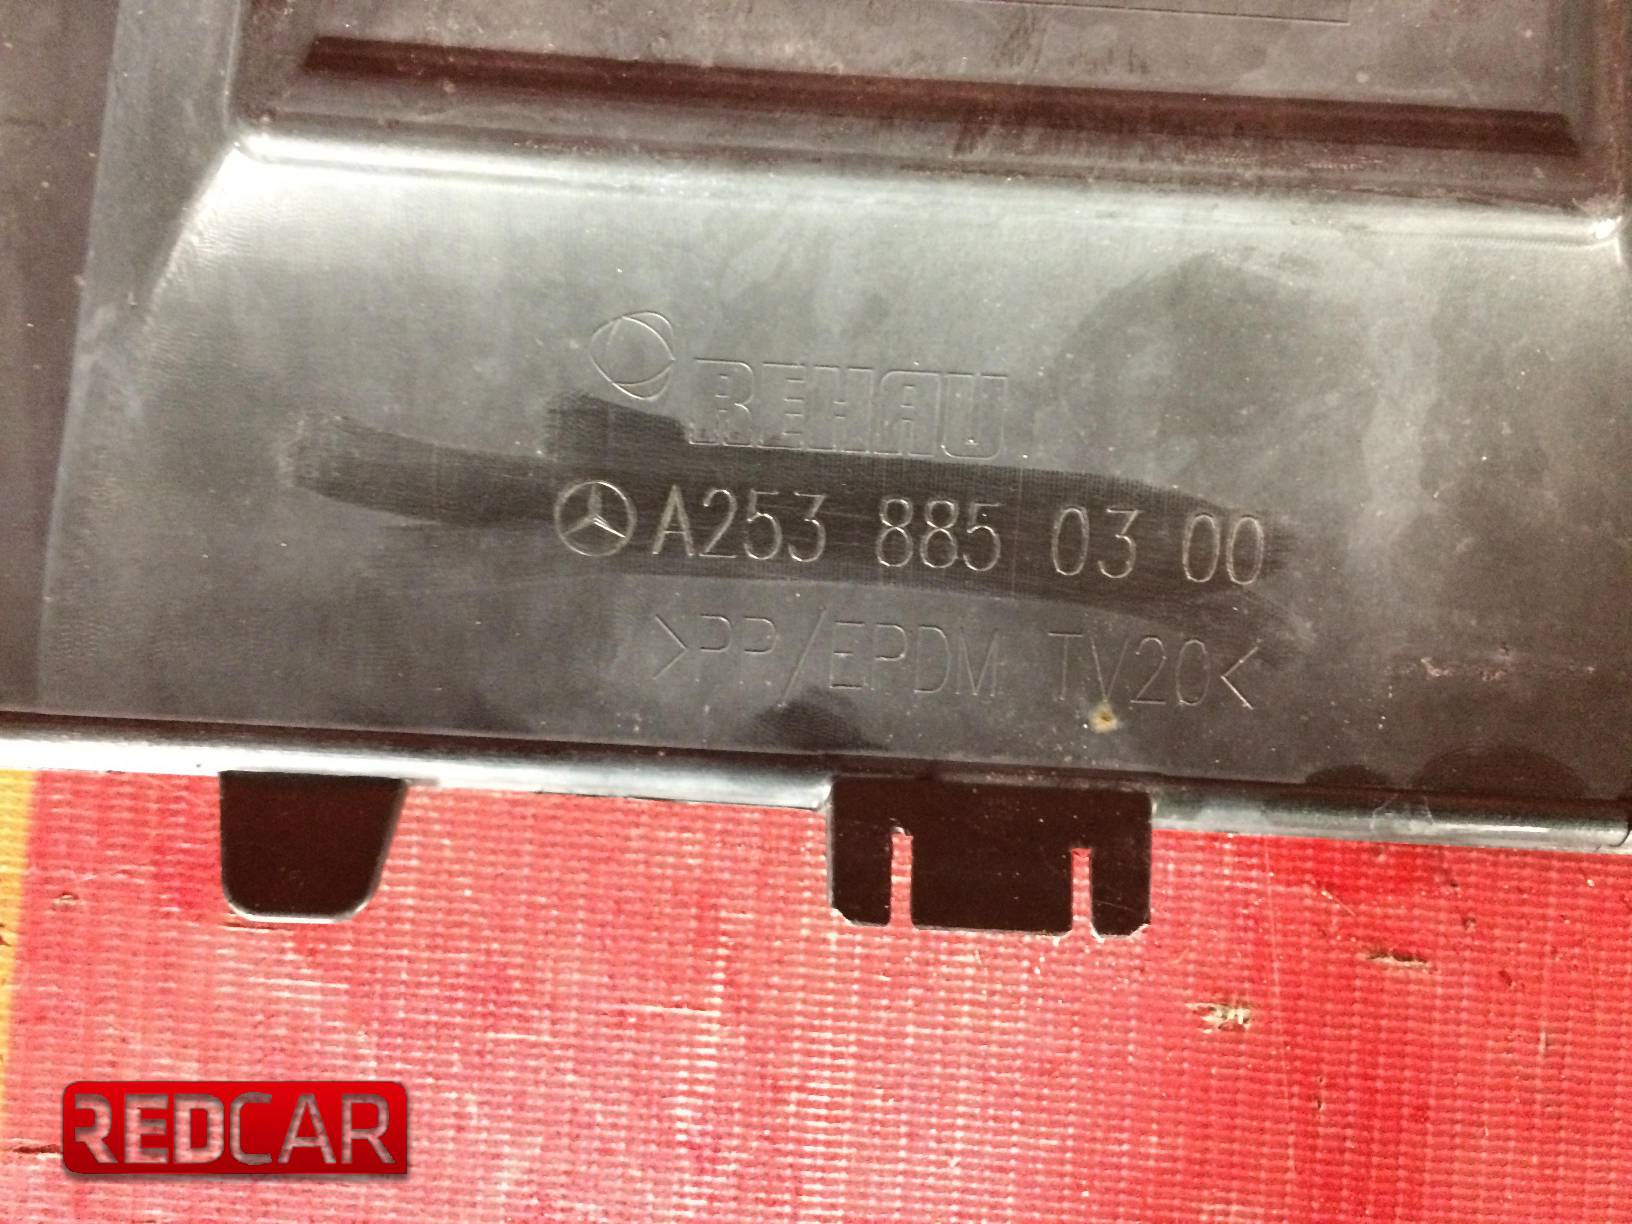 REHAU
A253 885 03 00
>PP/EPDM TV20<
REDCAR